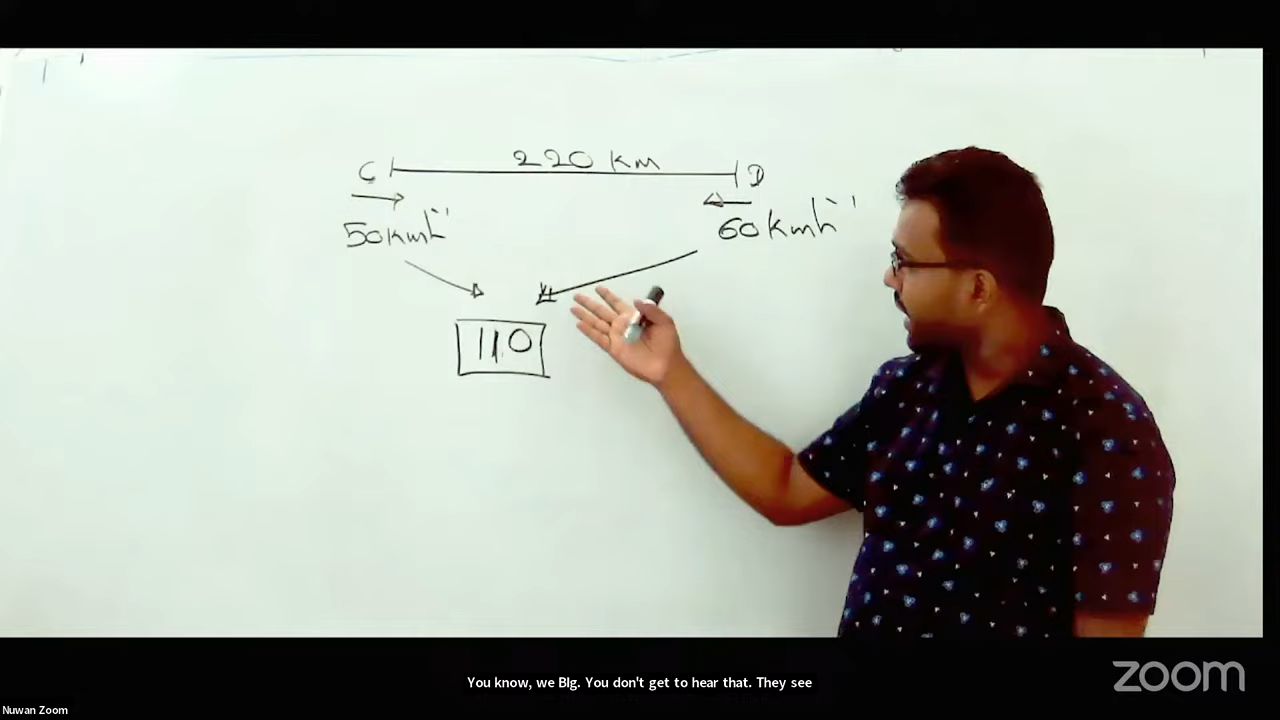 220 km
C D
50 kmh⁻¹ 60 kmh⁻¹
110
You know, we Blg. You don't get to hear that. They see
zoom
Nuwan Zoom